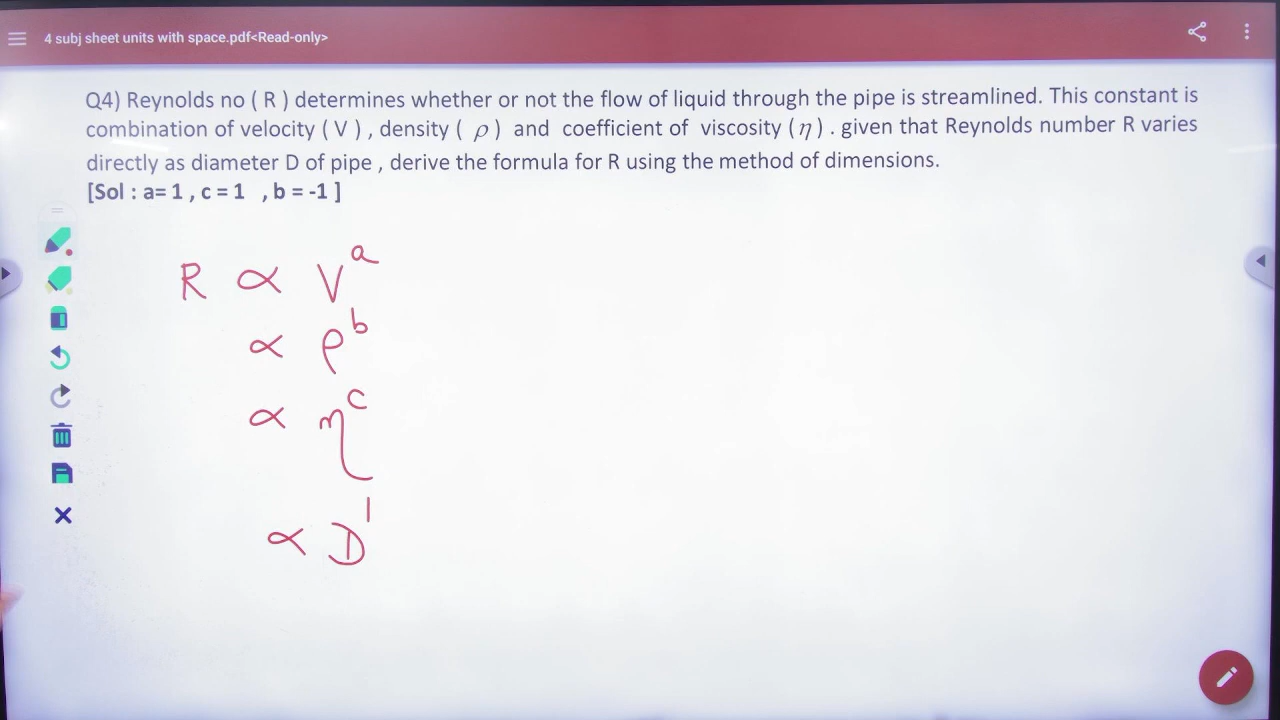 4 subj sheet units with space.pdf<Read-only>
Q4) Reynolds no ( R ) determines whether or not the flow of liquid through the pipe is streamlined. This constant is
combination of velocity ( V ) , density ( ρ ) and coefficient of viscosity ( η ) . given that Reynolds number R varies
directly as diameter D of pipe , derive the formula for R using the method of dimensions.
[Sol : a= 1 , c = 1 , b = -1 ]
R ∝ V^a
∝ ρ^b
∝ η^c
∝ D^1